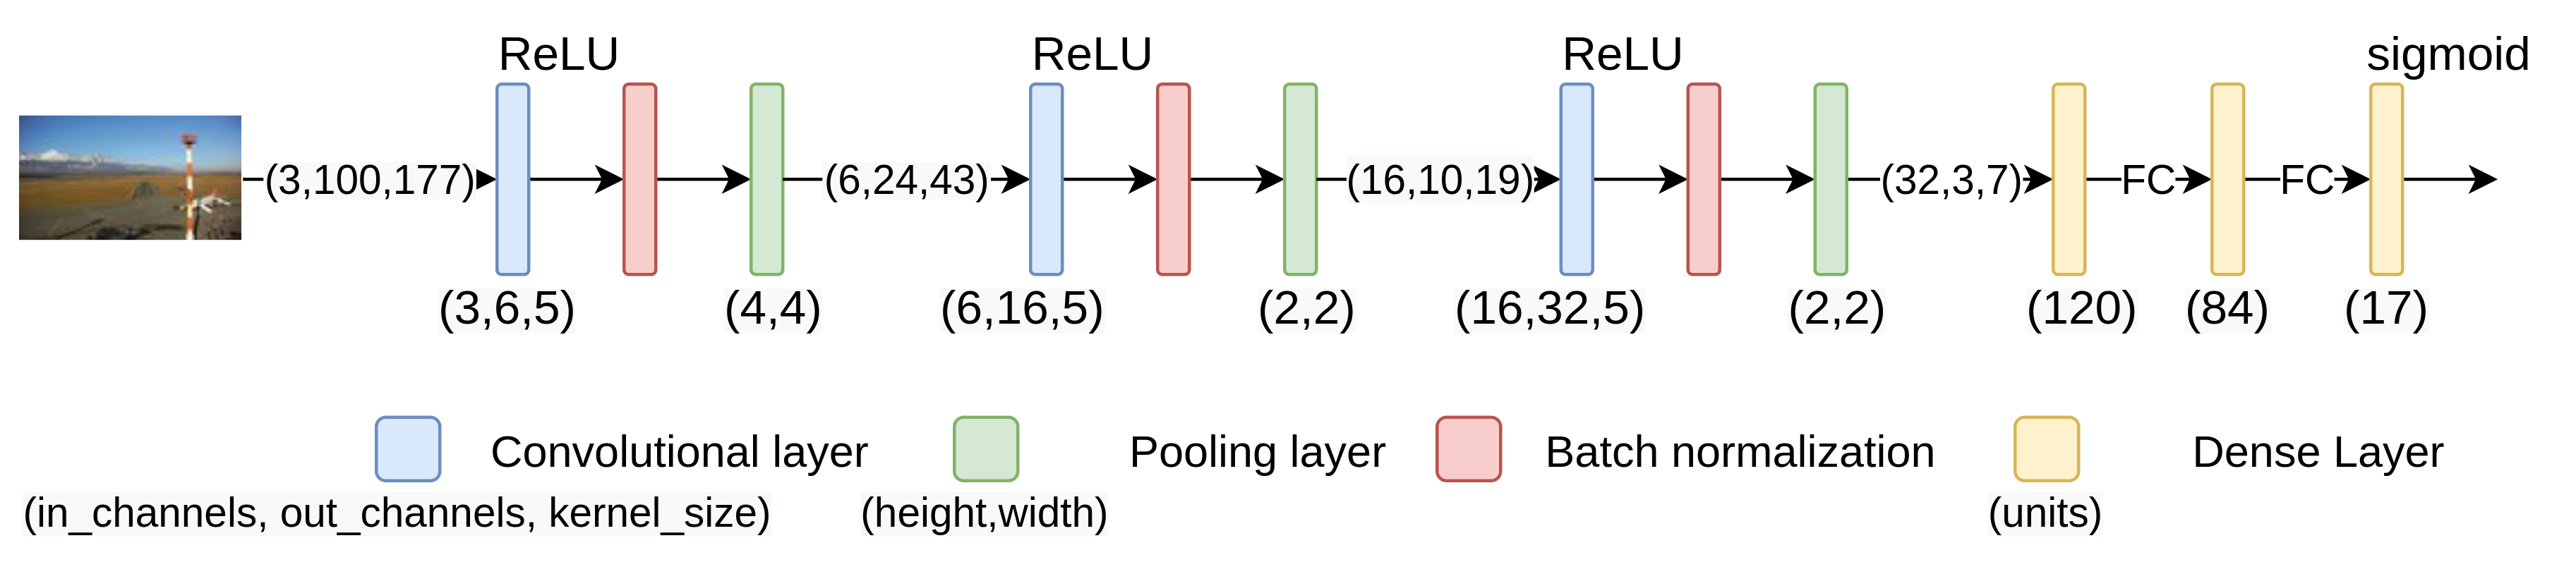 ReLU
ReLU
ReLU
sigmoid
(3,100,177)
(6,24,43)
(16,10,19)
(32,3,7)
FC
FC
(3,6,5)
(4,4)
(6,16,5)
(2,2)
(16,32,5)
(2,2)
(120)
(84)
(17)
Convolutional layer
Pooling layer
Batch normalization
Dense Layer
(in_channels, out_channels, kernel_size)
(height,width)
(units)